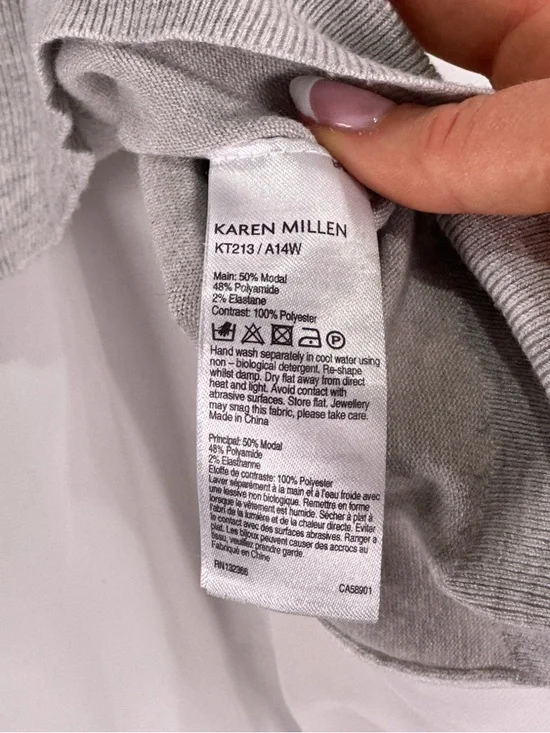 KAREN MILLEN
KT213 / A14W
Main: 50% Modal
48% Polyamide
2% Elastane
Contrast: 100% Polyester
P
Hand wash separately in cool water using
non – biological detergent. Re-shape
whilst damp. Dry flat away from direct
heat and light. Avoid contact with
abrasive surfaces. Store flat. Jewellery
may snag this fabric, please take care.
Made in China
Principal: 50% Modal
48% Polyamide
2% Elasthanne
Etoffe de contraste: 100% Polyester
Laver séparément à la main et à l'eau froide avec
une lessive non biologique. Remettre en forme
lorsque le vêtement est humide. Sécher à plat à
l'abri de la lumière et de la chaleur directe. Eviter
le contact avec des surfaces abrasives. Ranger à
plat. Les bijoux peuvent causer des accrocs au
tissu, veuillez prendre garde.
Fabriqué en Chine
RN132366
CA58901